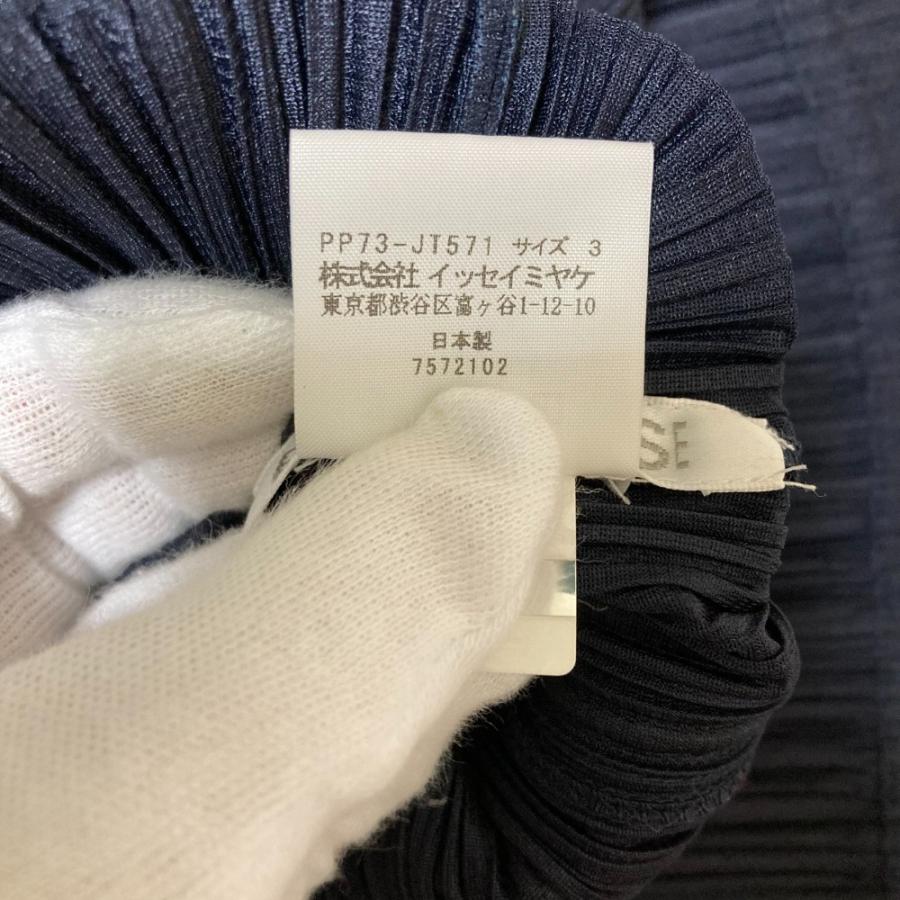 PP73-JT571 サイズ 3
株式会社 イッセイミヤケ
東京都渋谷区富ヶ谷1-12-10
日本製
7572102
SE